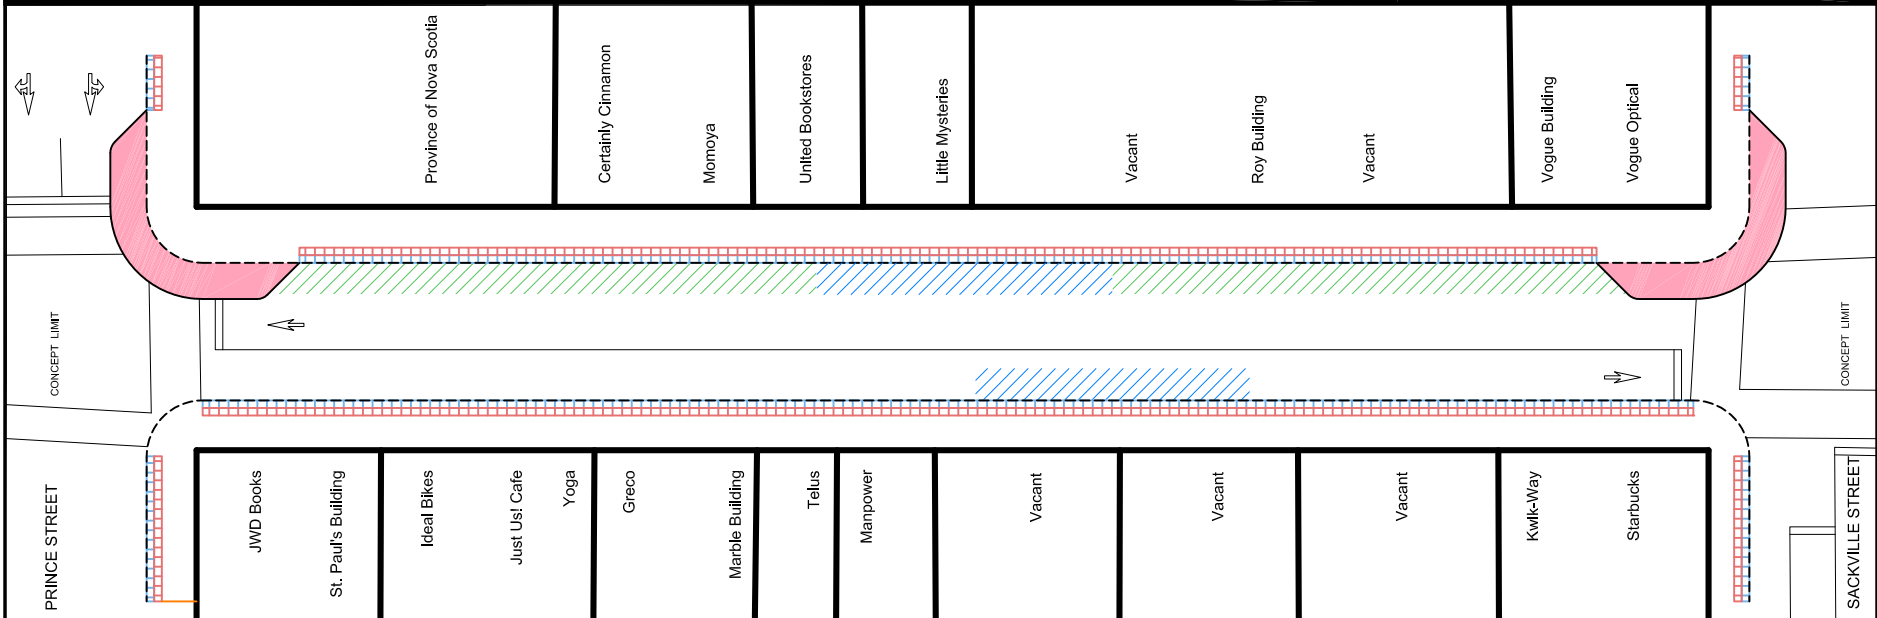 Province of Nova Scotia
Certainly Cinnamon
Momoya
United Bookstores
Little Mysteries
Vacant
Roy Building
Vacant
Vogue Building
Vogue Optical
CONCEPT LIMIT
CONCEPT LIMIT
PRINCE STREET
JWD Books
St. Paul's Building
Ideal Bikes
Just Us! Cafe
Yoga
Greco
Marble Building
Telus
Manpower
Vacant
Vacant
Vacant
Kwik-Way
Starbucks
SACKVILLE STREET